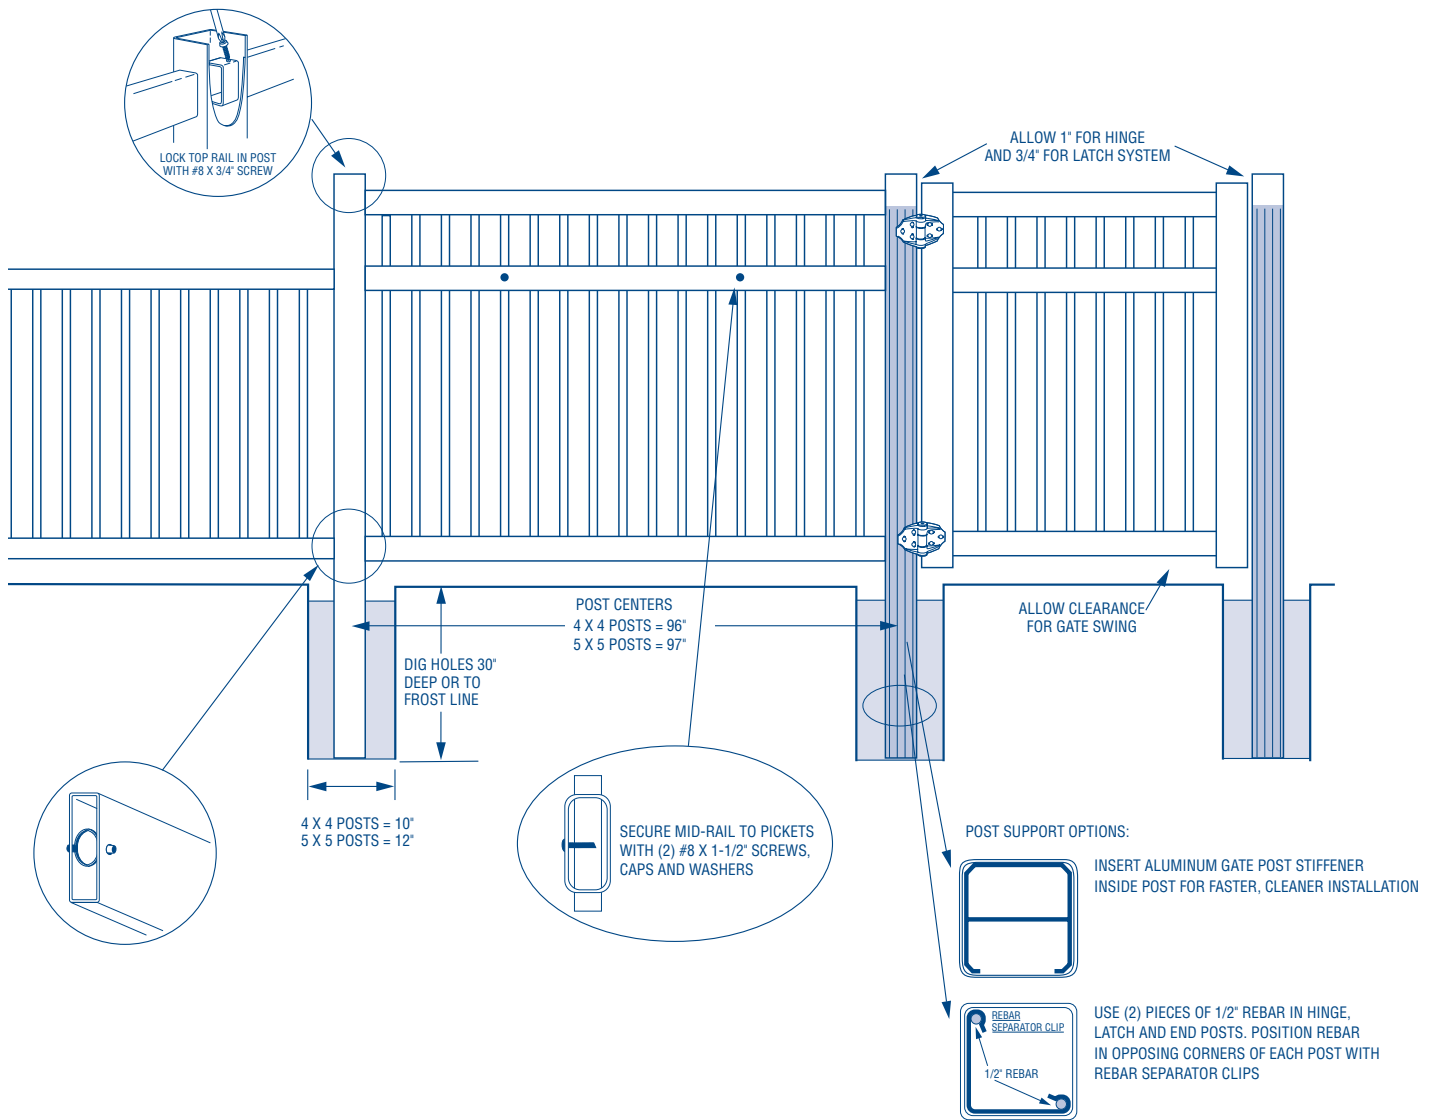 LOCK TOP RAIL IN POST
WITH #8 X 3/4" SCREW
ALLOW 1" FOR HINGE
AND 3/4" FOR LATCH SYSTEM
POST CENTERS
4 X 4 POSTS = 96"
5 X 5 POSTS = 97"
ALLOW CLEARANCE
FOR GATE SWING
DIG HOLES 30"
DEEP OR TO
FROST LINE
4 X 4 POSTS = 10"
5 X 5 POSTS = 12"
SECURE MID-RAIL TO PICKETS
WITH (2) #8 X 1-1/2" SCREWS,
CAPS AND WASHERS
POST SUPPORT OPTIONS:
INSERT ALUMINUM GATE POST STIFFENER
INSIDE POST FOR FASTER, CLEANER INSTALLATION
REBAR
SEPARATOR CLIP
1/2" REBAR
USE (2) PIECES OF 1/2" REBAR IN HINGE,
LATCH AND END POSTS. POSITION REBAR
IN OPPOSING CORNERS OF EACH POST WITH
REBAR SEPARATOR CLIPS